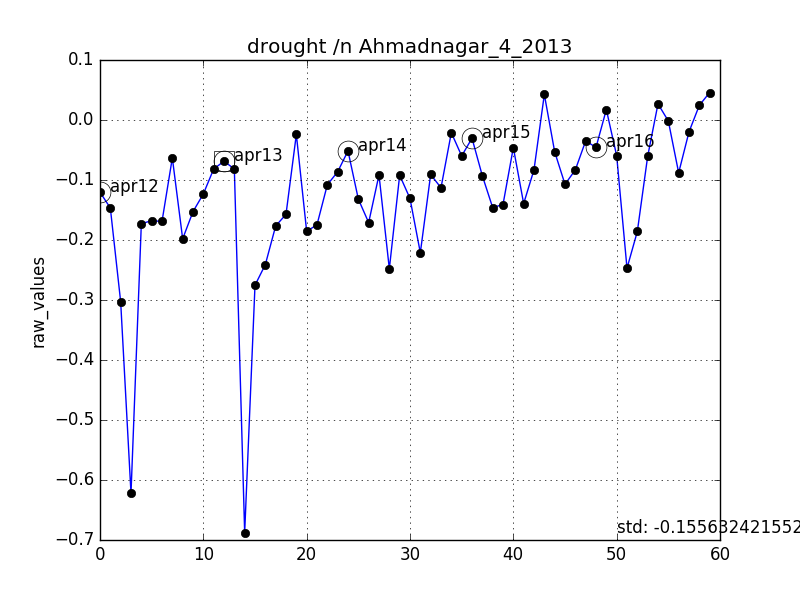 drought /n Ahmadnagar_4_2013
0.1
0.0
−0.1
−0.2
−0.3
−0.4
−0.5
−0.6
−0.7
raw_values
apr12
apr13
apr14
apr15
apr16
std: -0.155632421552
0 10 20 30 40 50 60